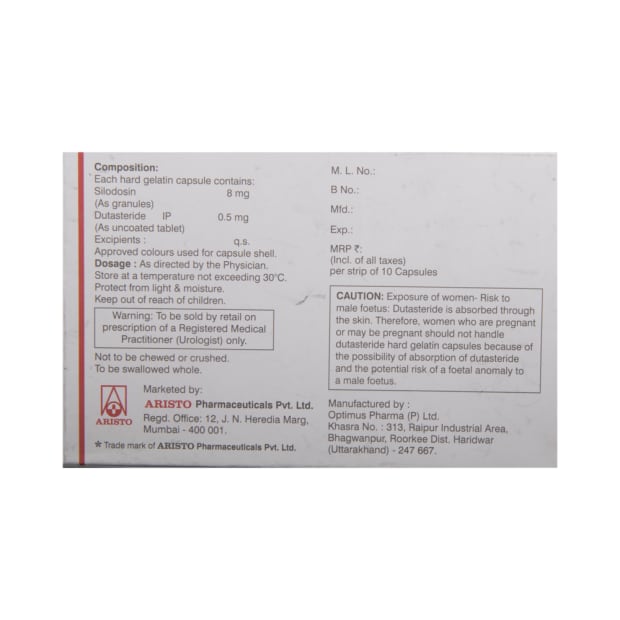 Composition:
Each hard gelatin capsule contains:
Silodosin 8 mg
(As granules)
Dutasteride IP 0.5 mg
(As uncoated tablet)
Excipients : q.s.
Approved colours used for capsule shell.
Dosage : As directed by the Physician.
Store at a temperature not exceeding 30°C.
Protect from light & moisture.
Keep out of reach of children.
Warning: To be sold by retail on
prescription of a Registered Medical
Practitioner (Urologist) only.
Not to be chewed or crushed.
To be swallowed whole.
Marketed by:
ARISTO Pharmaceuticals Pvt. Ltd.
Regd. Office: 12, J. N. Heredia Marg,
Mumbai - 400 001.
ARISTO
* Trade mark of ARISTO Pharmaceuticals Pvt. Ltd.
M. L. No.:
B No.:
Mfd.:
Exp.:
MRP ₹:
(Incl. of all taxes)
per strip of 10 Capsules
CAUTION: Exposure of women- Risk to
male foetus: Dutasteride is absorbed through
the skin. Therefore, women who are pregnant
or may be pregnant should not handle
dutasteride hard gelatin capsules because of
the possibility of absorption of dutasteride
and the potential risk of a foetal anomaly to
a male foetus.
Manufactured by :
Optimus Pharma (P) Ltd.
Khasra No. : 313, Raipur Industrial Area,
Bhagwanpur, Roorkee Dist. Haridwar
(Uttarakhand) - 247 667.